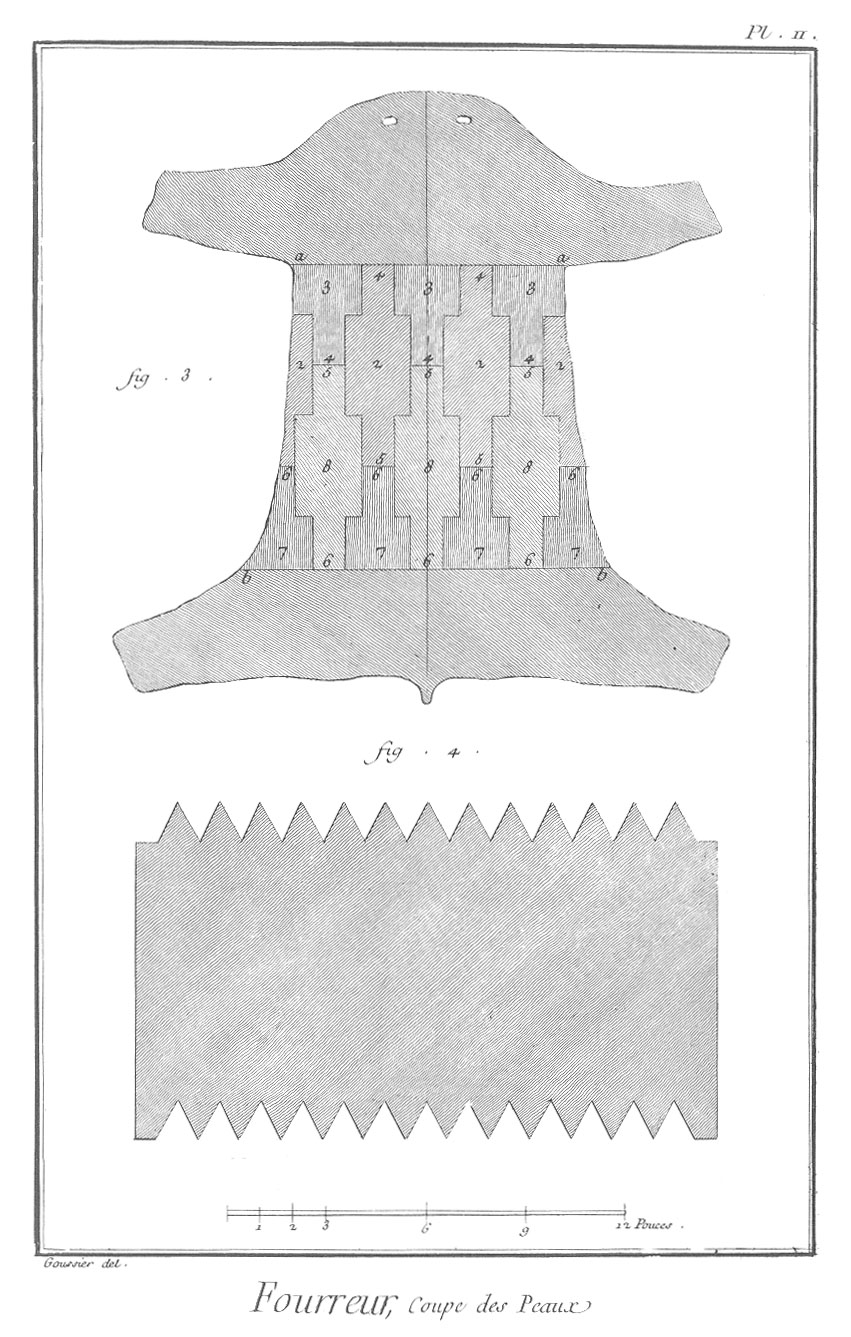 Pl . II .
a a
3 4 3 4 3
2 4 2 4 2 4 2
5 5 5
fig . 3 .
5 5
6 8 6 8 6 8 6
7 6 7 6 7 6 7
b b
fig . 4 .
1 2 3 6 9 12 Pouces .
Goussier del .
Fourreur, Coupe des Peaux